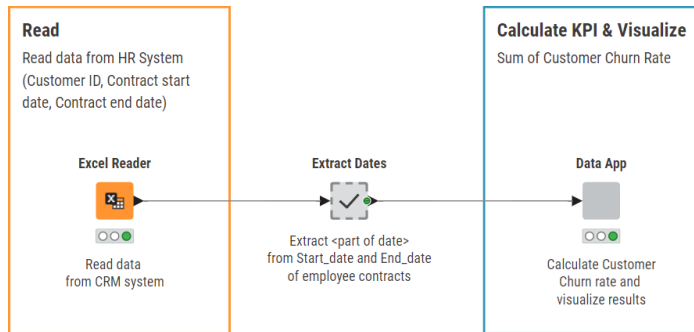 Read
Read data from HR System
(Customer ID, Contract start
date, Contract end date)
Calculate KPI & Visualize
Sum of Customer Churn Rate
Excel Reader
Extract Dates
Data App
Read data
from CRM system
Extract <part of date>
from Start_date and End_date
of employee contracts
Calculate Customer
Churn rate and
visualize results